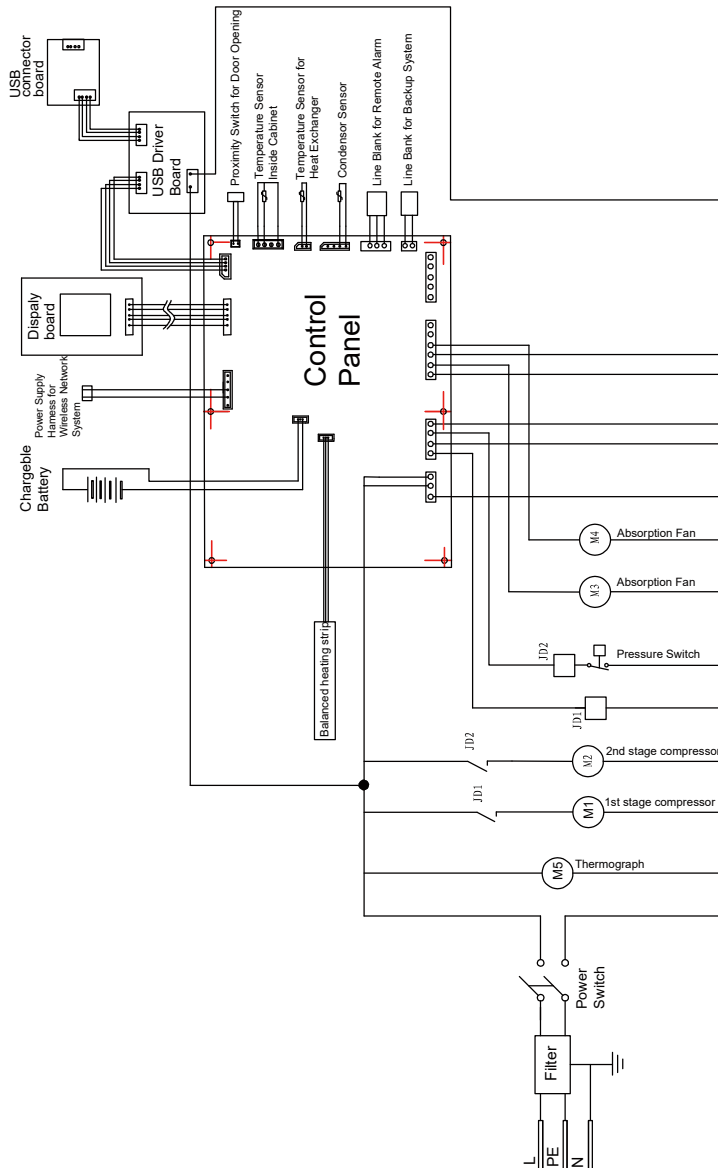 USB
connector
board
USB Driver
Board
Dispaly
board
Power Supply
Harness for
Wireless Network
System
Chargeble
Battery
Proximity Switch for Door Opening
Temperature Sensor
Inside Cabinet
Temperature Sensor for
Heat Exchanger
Condensor Sensor
Line Blank for Remote Alarm
Line Bank for Backup System
Control
Panel
Balanced heating strip
M4
Absorption Fan
M3
Absorption Fan
JD2
Pressure Switch
JD1
JD2
M2
2nd stage compressor
JD1
M1
1st stage compressor
M5
Thermograph
Power
Switch
Filter
L
PE
N